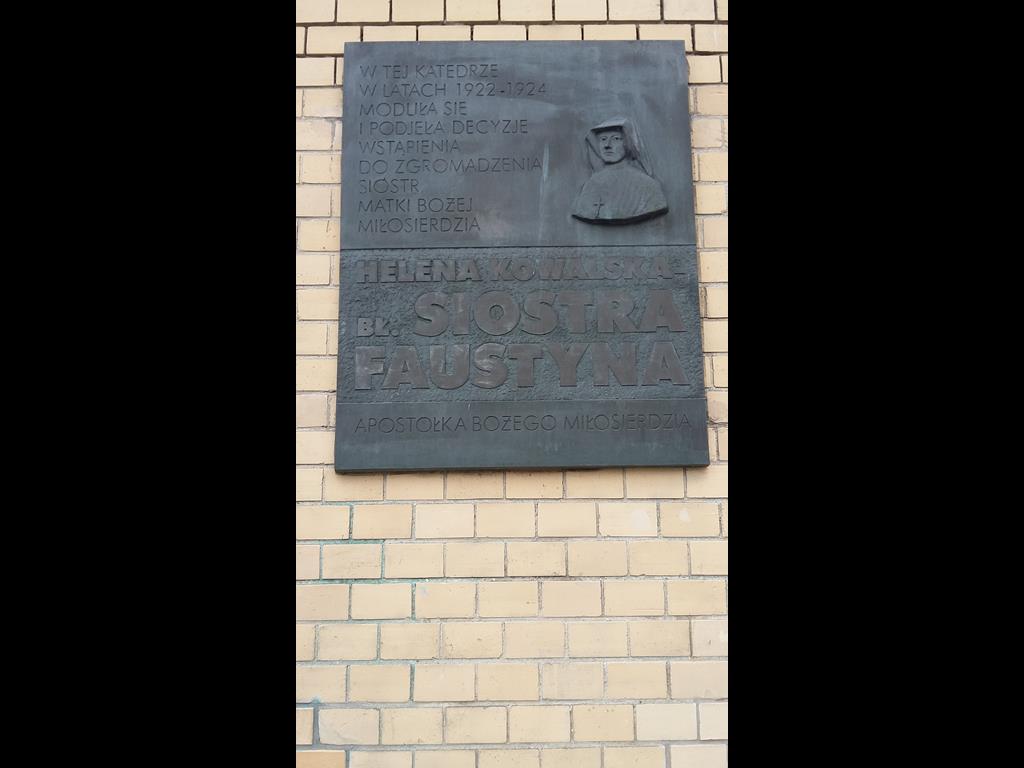 W TEJ KATEDRZE
W LATACH 1922-1924
MODLIŁA SIĘ
I PODJĘŁA DECYZJĘ
WSTĄPIENIA
DO ZGROMADZENIA
SIÓSTR
MATKI BOŻEJ
MIŁOSIERDZIA
HELENA KOWALSKA-
BŁ. SIOSTRA
FAUSTYNA
APOSTOŁKA BOŻEGO MIŁOSIERDZIA